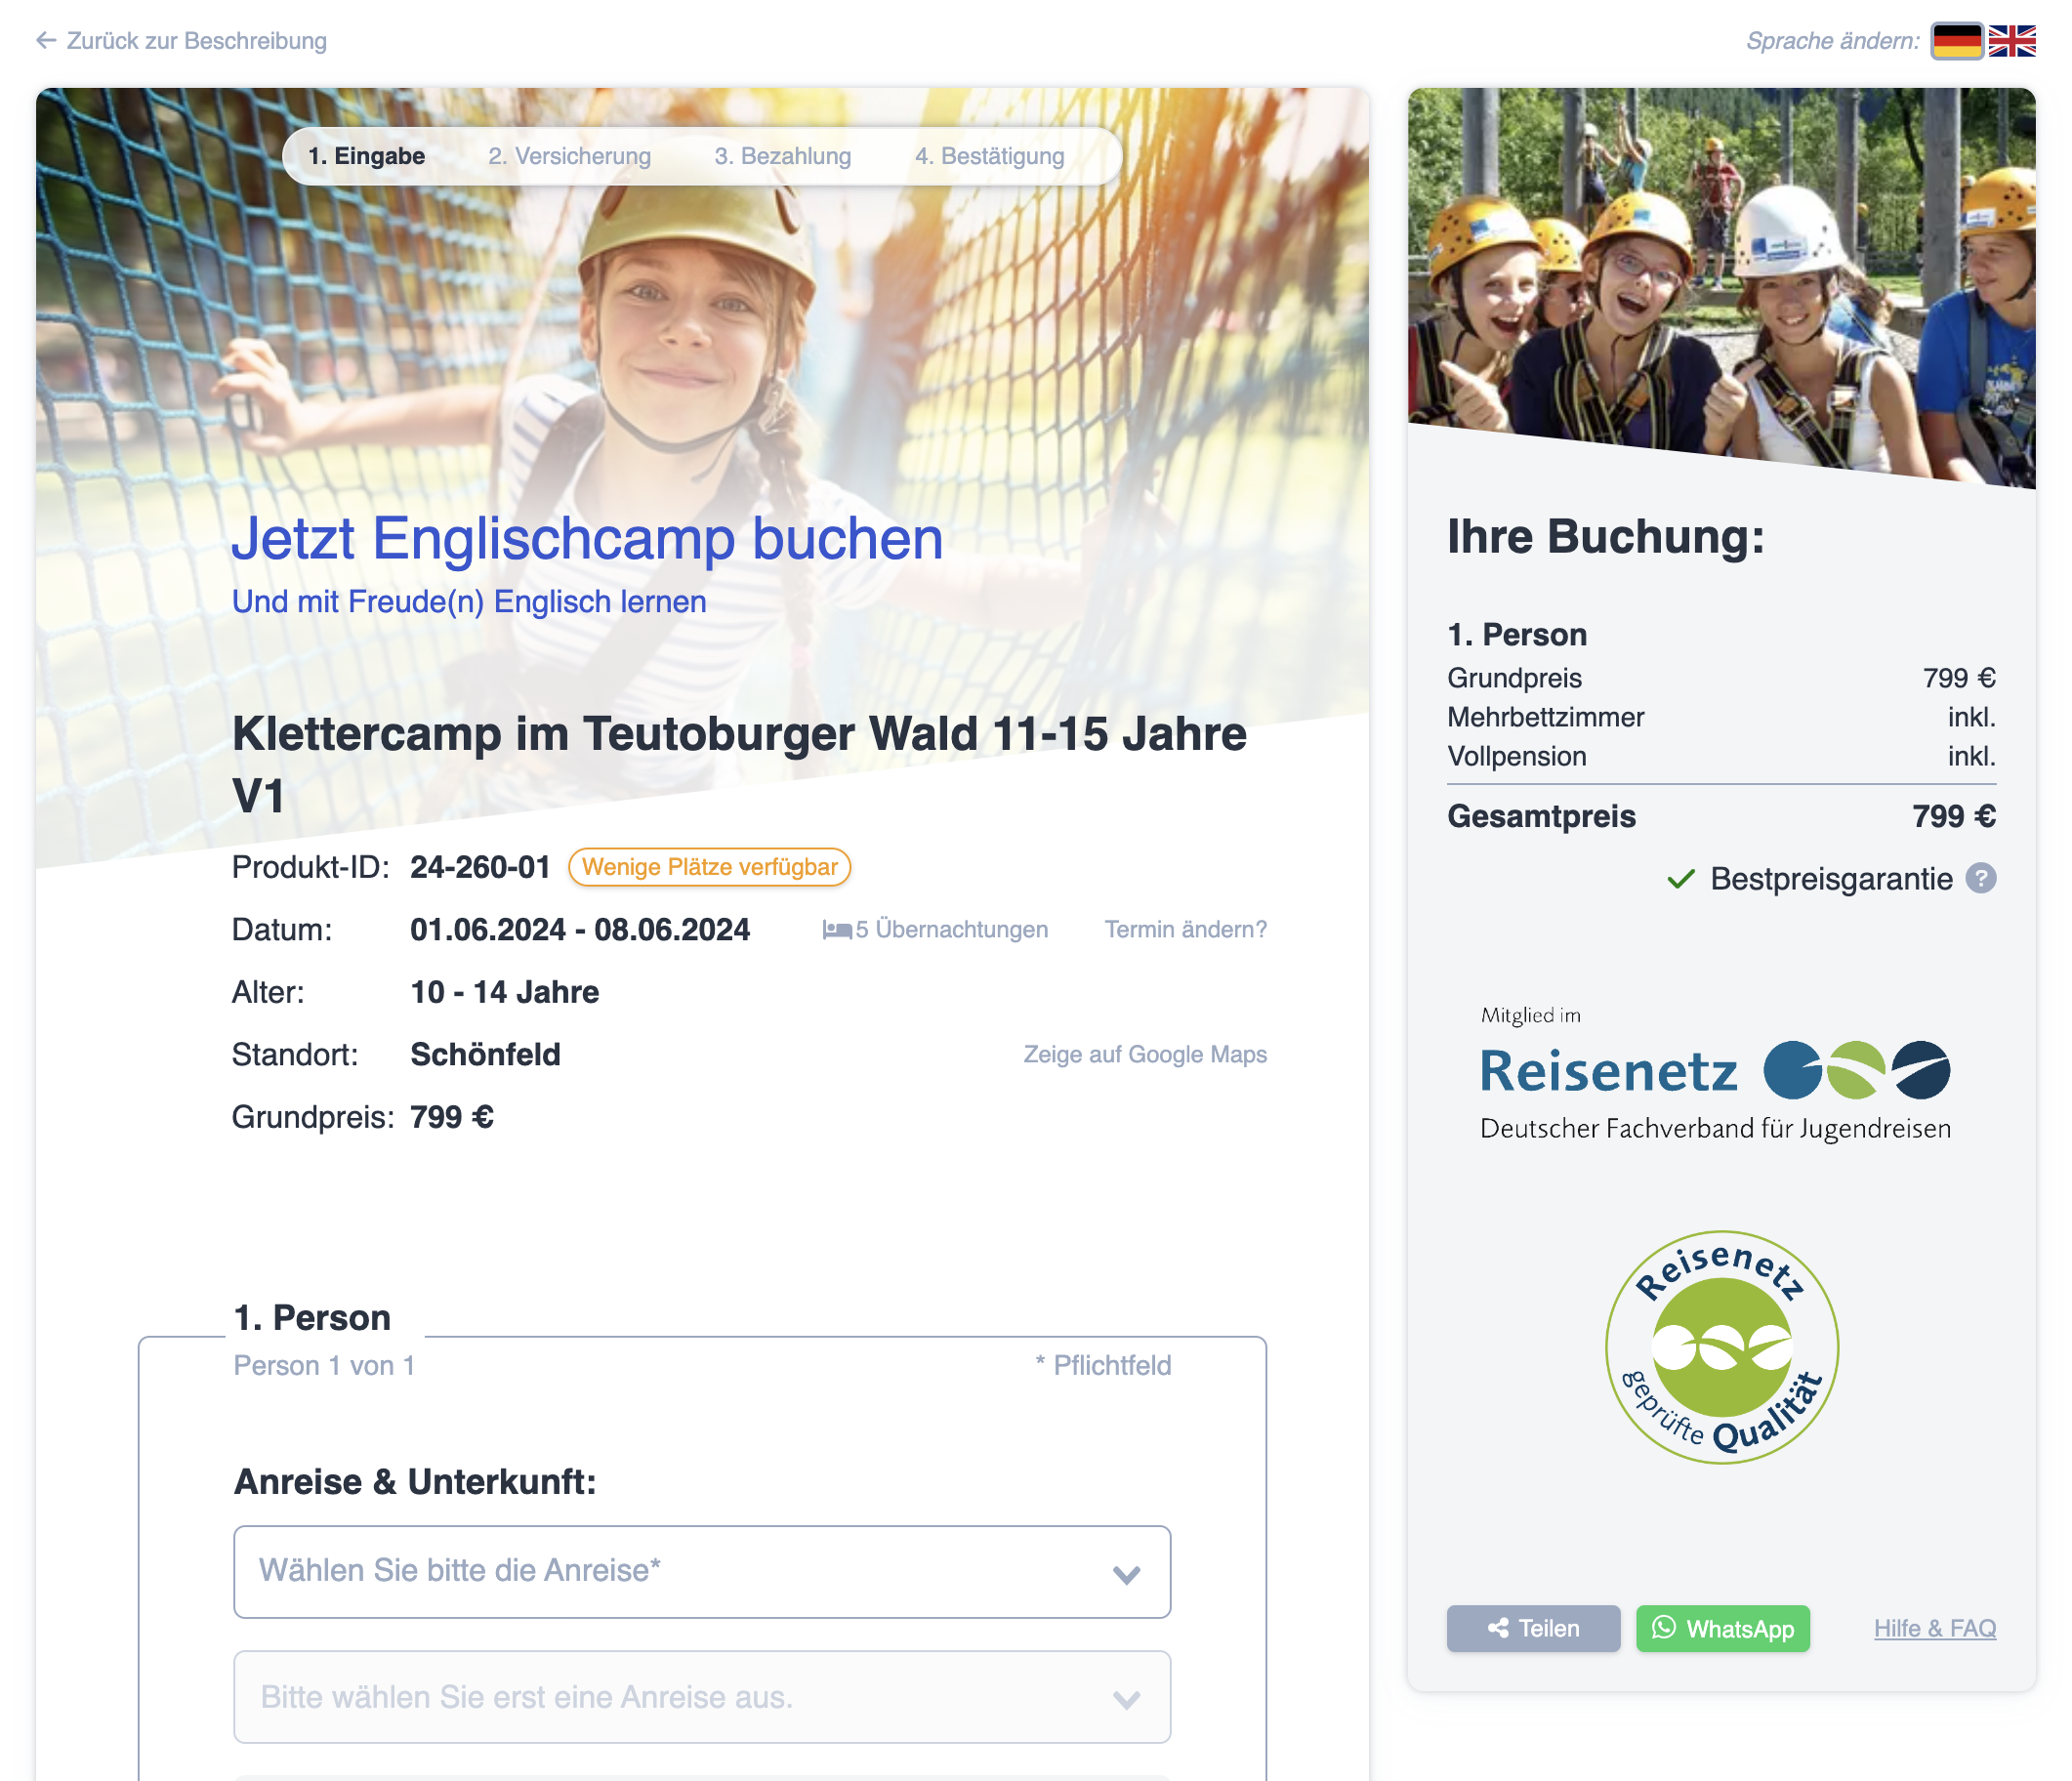 ← Zurück zur Beschreibung
Sprache ändern:
1. Eingabe 2. Versicherung 3. Bezahlung 4. Bestätigung
Jetzt Englischcamp buchen
Und mit Freude(n) Englisch lernen
Klettercamp im Teutoburger Wald 11-15 Jahre
V1
Produkt-ID: 24-260-01 Wenige Plätze verfügbar
Datum: 01.06.2024 - 08.06.2024 5 Übernachtungen Termin ändern?
Alter: 10 - 14 Jahre
Standort: Schönfeld Zeige auf Google Maps
Grundpreis: 799 €
1. Person
Person 1 von 1 * Pflichtfeld
Anreise & Unterkunft:
Wählen Sie bitte die Anreise*
Bitte wählen Sie erst eine Anreise aus.
Ihre Buchung:
1. Person
Grundpreis 799 €
Mehrbettzimmer inkl.
Vollpension inkl.
Gesamtpreis 799 €
Bestpreisgarantie ?
Mitglied im
Reisenetz
Deutscher Fachverband für Jugendreisen
Reisenetz
geprüfte Qualität
Teilen WhatsApp Hilfe & FAQ